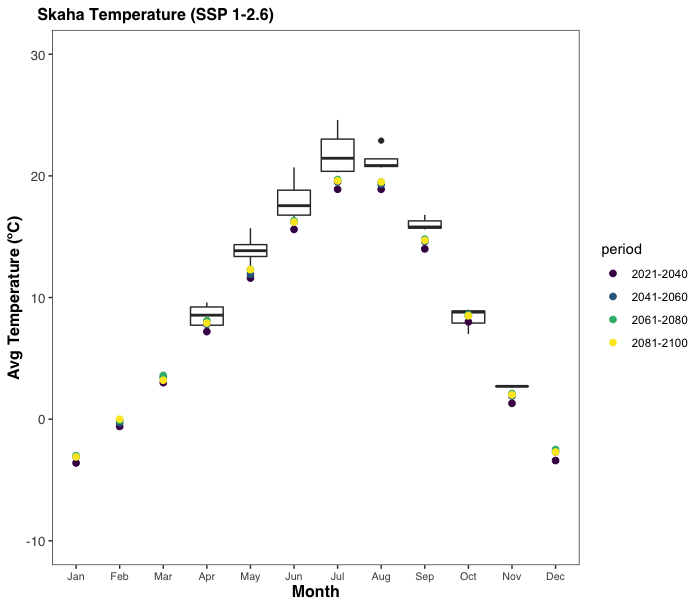 Skaha Temperature (SSP 1-2.6)
Avg Temperature (°C)
30
20
10
0
-10
Jan Feb Mar Apr May Jun Jul Aug Sep Oct Nov Dec
Month
period
2021-2040
2041-2060
2061-2080
2081-2100